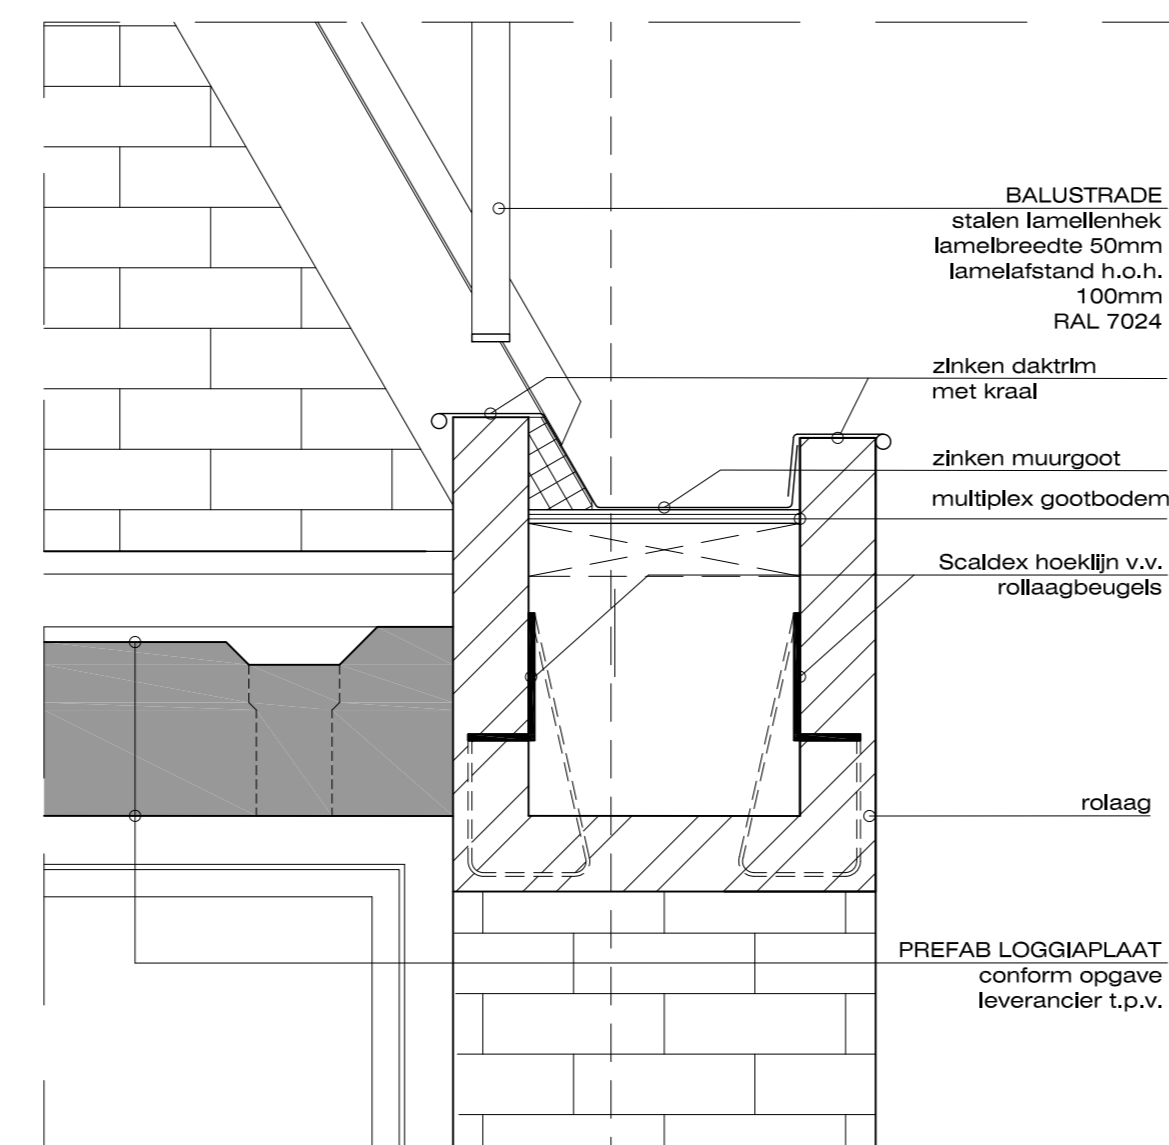 BALUSTRADE
stalen lamellenhek
lamelbreedte 50mm
lamelafstand h.o.h.
100mm
RAL 7024
zinken daktrim
met kraal
zinken muurgoot
multiplex gootbodem
Scaldex hoeklijn v.v.
rollaagbeugels
rolaag
PREFAB LOGGIAPLAAT
conform opgave
leverancier t.p.v.